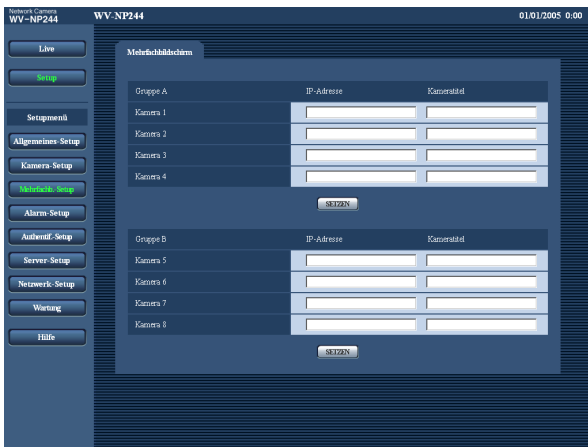 Network Camera
WV-NP244
WV-NP244
01/01/2005 0:00
Live
Setup
Setupmenü
Allgemeines-Setup
Kamera-Setup
Mehrfachb.-Setup
Alarm-Setup
Authentif.-Setup
Server-Setup
Netzwerk-Setup
Wartung
Hilfe
Mehrfachbildschirm
Gruppe A IP-Adresse Kameratitel
Kamera 1
Kamera 2
Kamera 3
Kamera 4
SETZEN
Gruppe B IP-Adresse Kameratitel
Kamera 5
Kamera 6
Kamera 7
Kamera 8
SETZEN